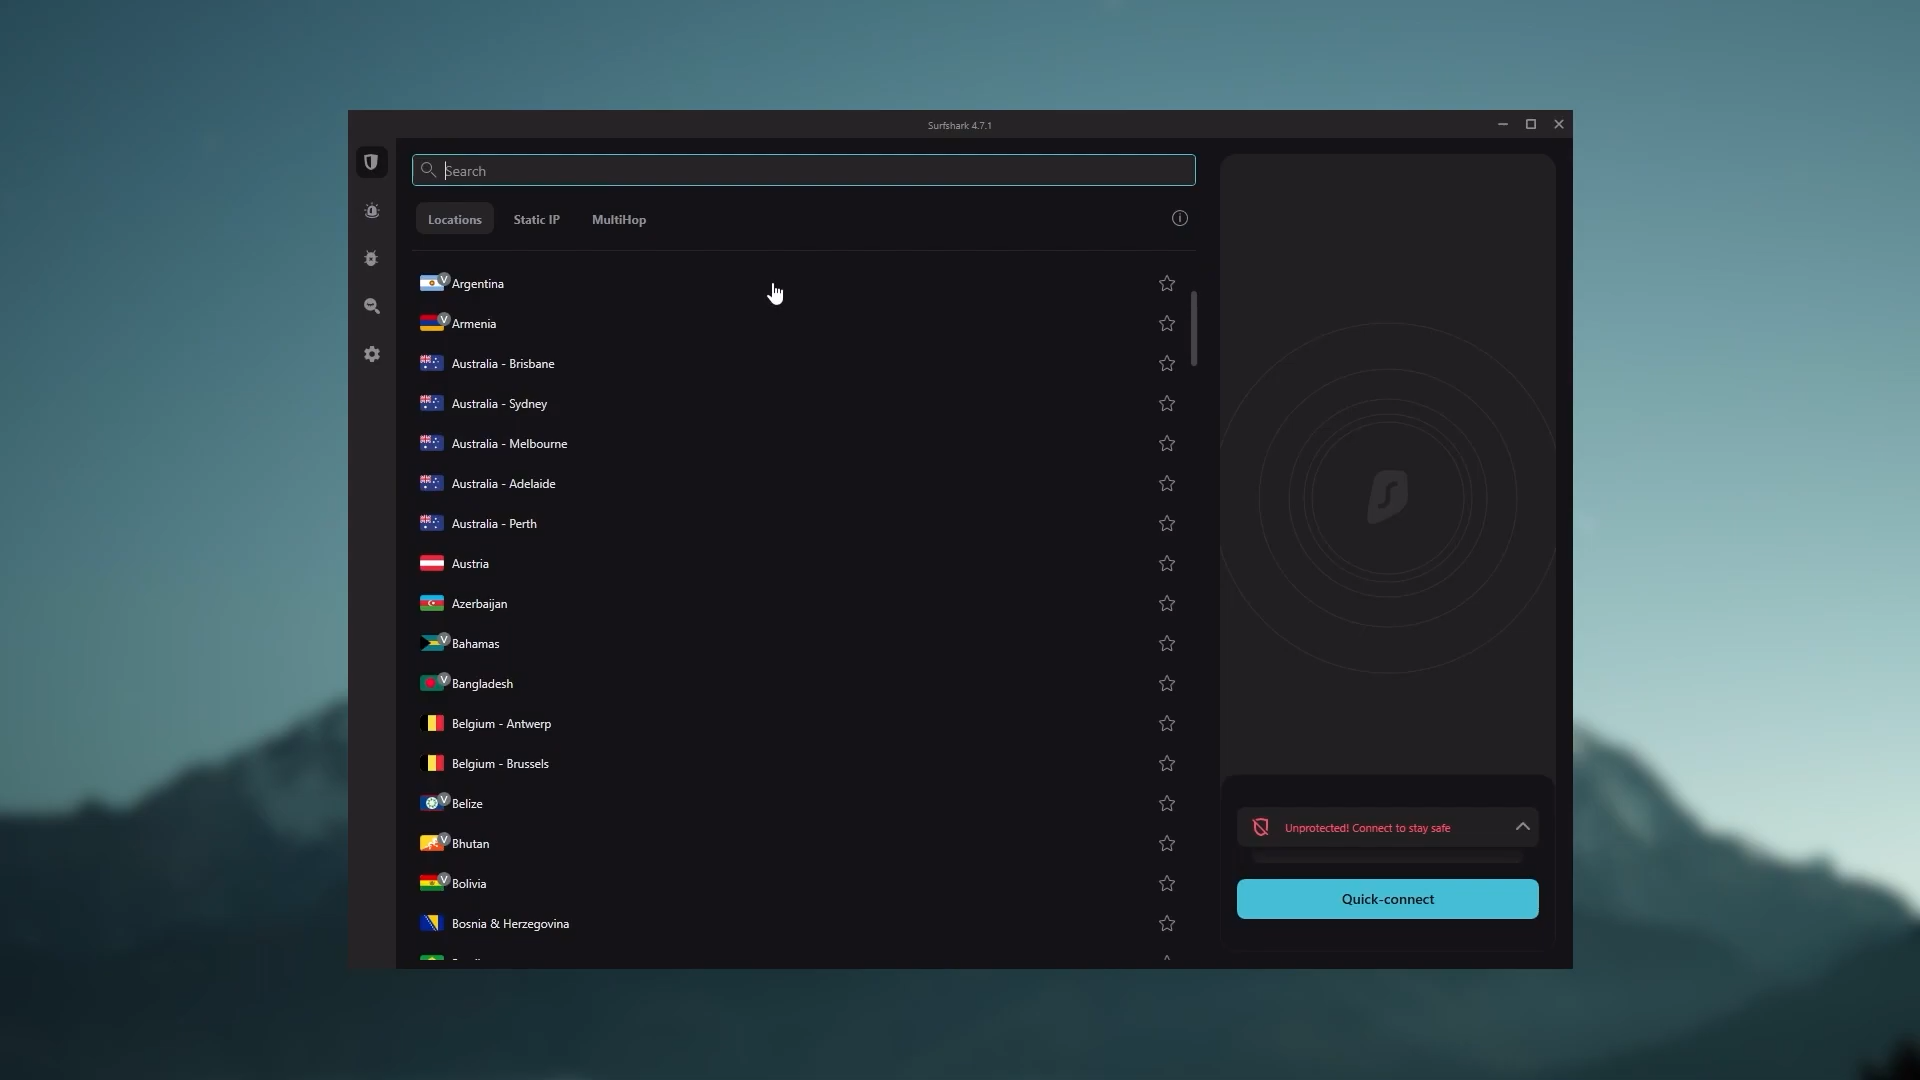 Surfshark 4.7.1
Search
Locations
Static IP
MultiHop
V Argentina
V Armenia
Australia - Brisbane
Australia - Sydney
Australia - Melbourne
Australia - Adelaide
Australia - Perth
Austria
Azerbaijan
V Bahamas
V Bangladesh
Belgium - Antwerp
Belgium - Brussels
V Belize
V Bhutan
V Bolivia
Bosnia & Herzegovina
Unprotected! Connect to stay safe
Quick-connect